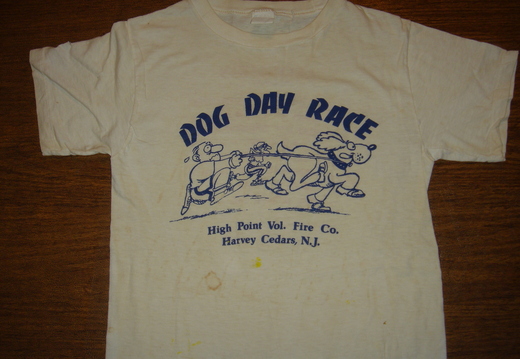 DOG DAY RACE
High Point Vol. Fire Co.
Harvey Cedars, N.J.